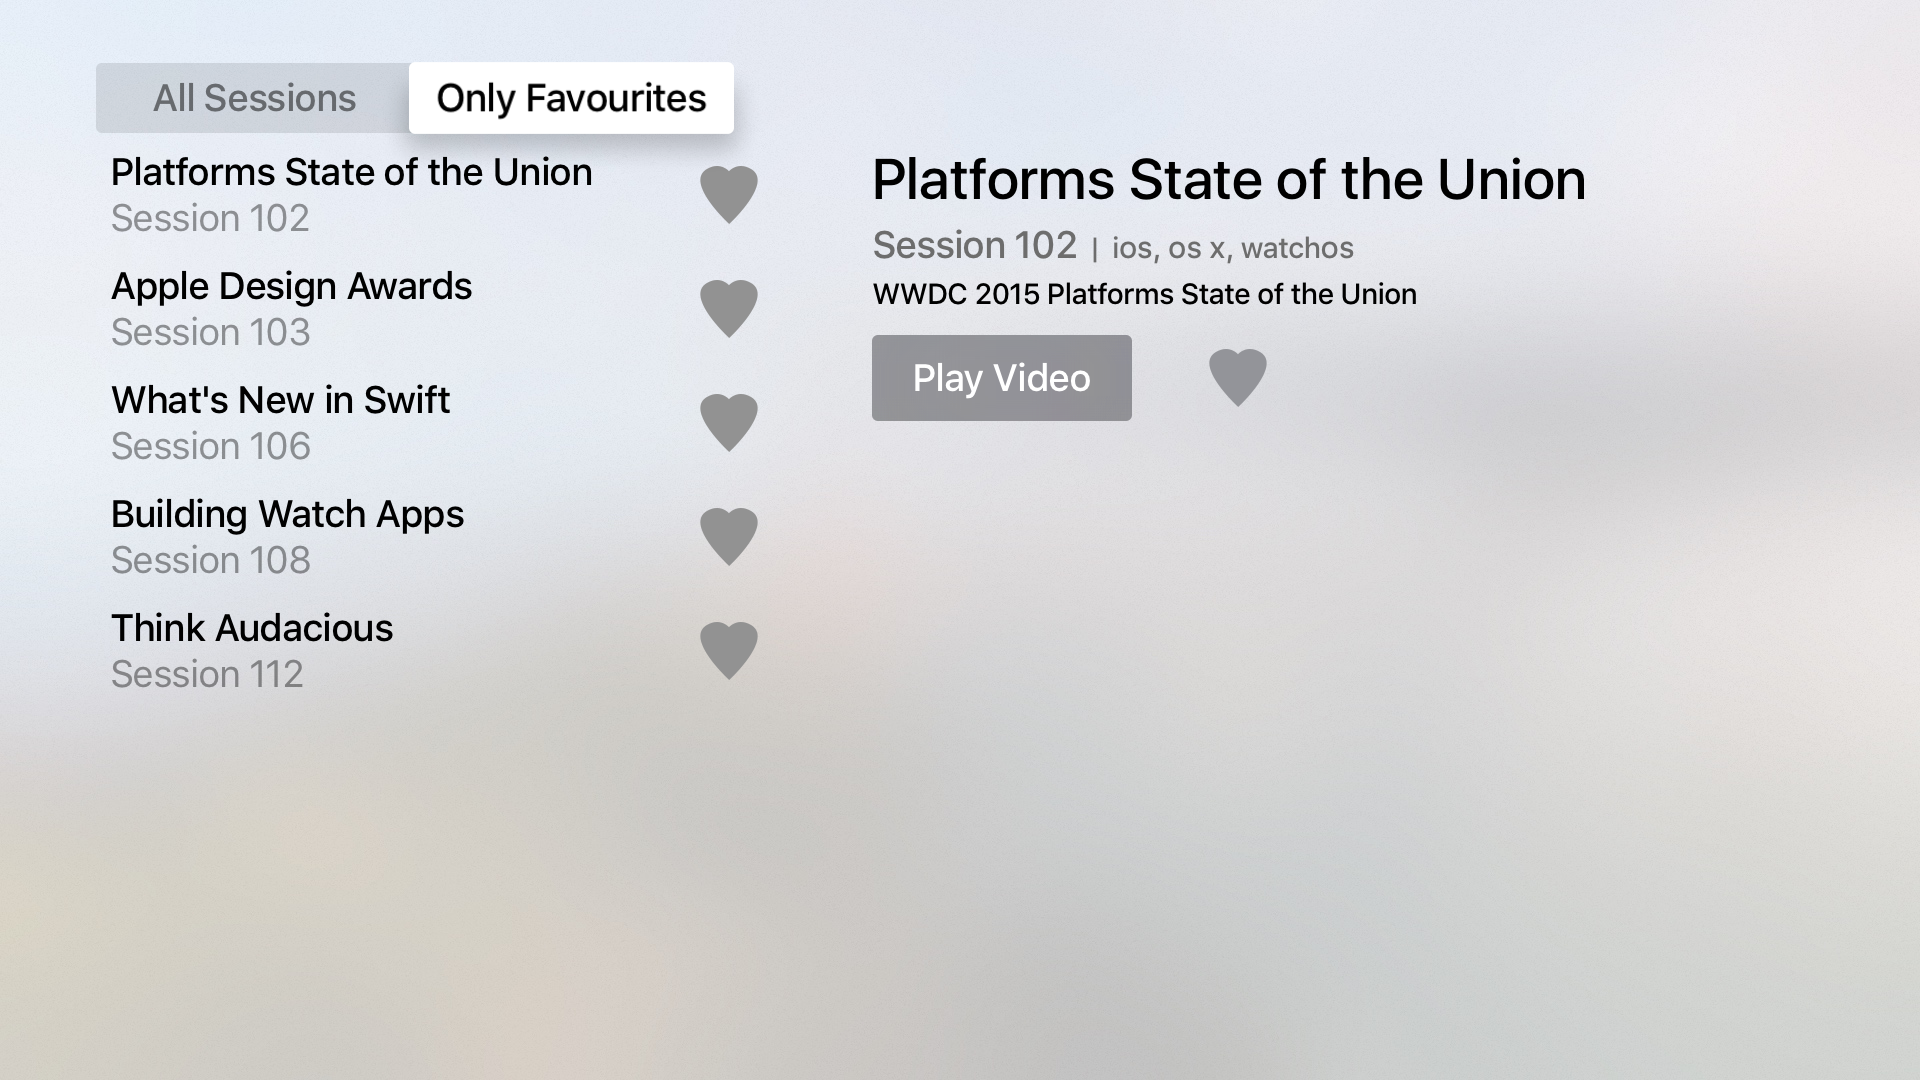 All Sessions
Only Favourites
Platforms State of the Union
Session 102
Apple Design Awards
Session 103
What's New in Swift
Session 106
Building Watch Apps
Session 108
Think Audacious
Session 112
Platforms State of the Union
Session 102 | ios, os x, watchos
WWDC 2015 Platforms State of the Union
Play Video